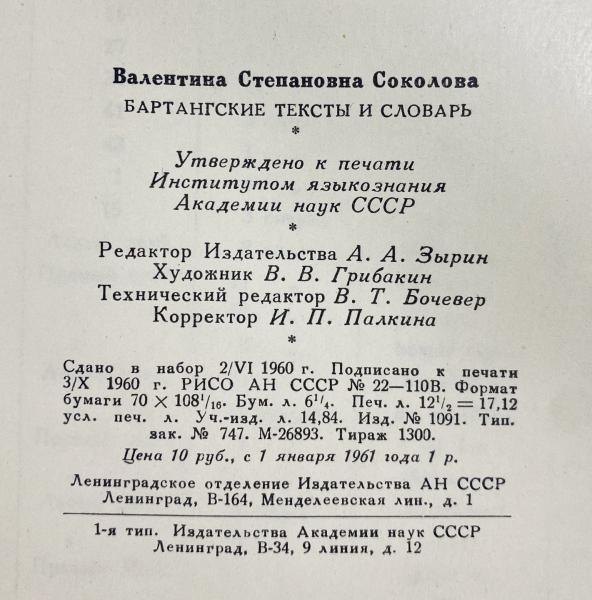 Валентина Степановна Соколова
БАРТАНГСКИЕ ТЕКСТЫ И СЛОВАРЬ
*
Утверждено к печати
Институтом языкознания
Академии наук СССР
*
Редактор Издательства А. А. Зырин
Художник В. В. Грибакин
Технический редактор В. Т. Бочевер
Корректор И. П. Палкина
*
Сдано в набор 2/VI 1960 г. Подписано к печати
3/X 1960 г. РИСО АН СССР № 22—110В. Формат
бумаги 70 × 108¹/₁₆. Бум. л. 6¹/₄. Печ. л. 12¹/₂ = 17,12
усл. печ. л. Уч.-изд. л. 14,84. Изд. № 1091. Тип.
зак. № 747. М-26893. Тираж 1300.
Цена 10 руб., с 1 января 1961 года 1 р.
Ленинградское отделение Издательства АН СССР
Ленинград, В-164, Менделеевская лин., д. 1
1-я тип. Издательства Академии наук СССР
Ленинград, В-34, 9 линия, д. 12